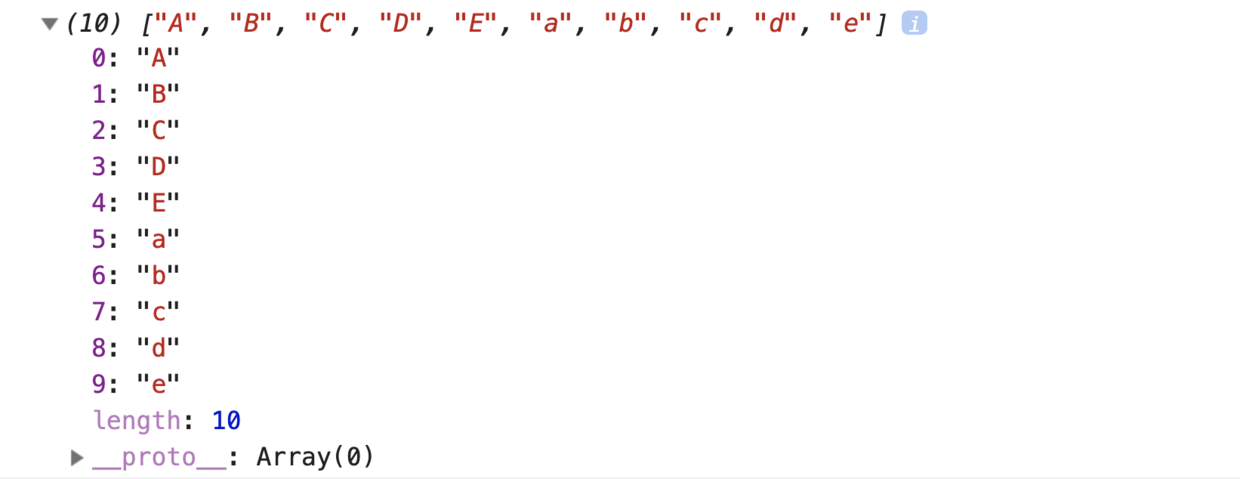 ▼(10) ["A", "B", "C", "D", "E", "a", "b", "c", "d", "e"] i
0: "A"
1: "B"
2: "C"
3: "D"
4: "E"
5: "a"
6: "b"
7: "c"
8: "d"
9: "e"
length: 10
▶__proto__: Array(0)